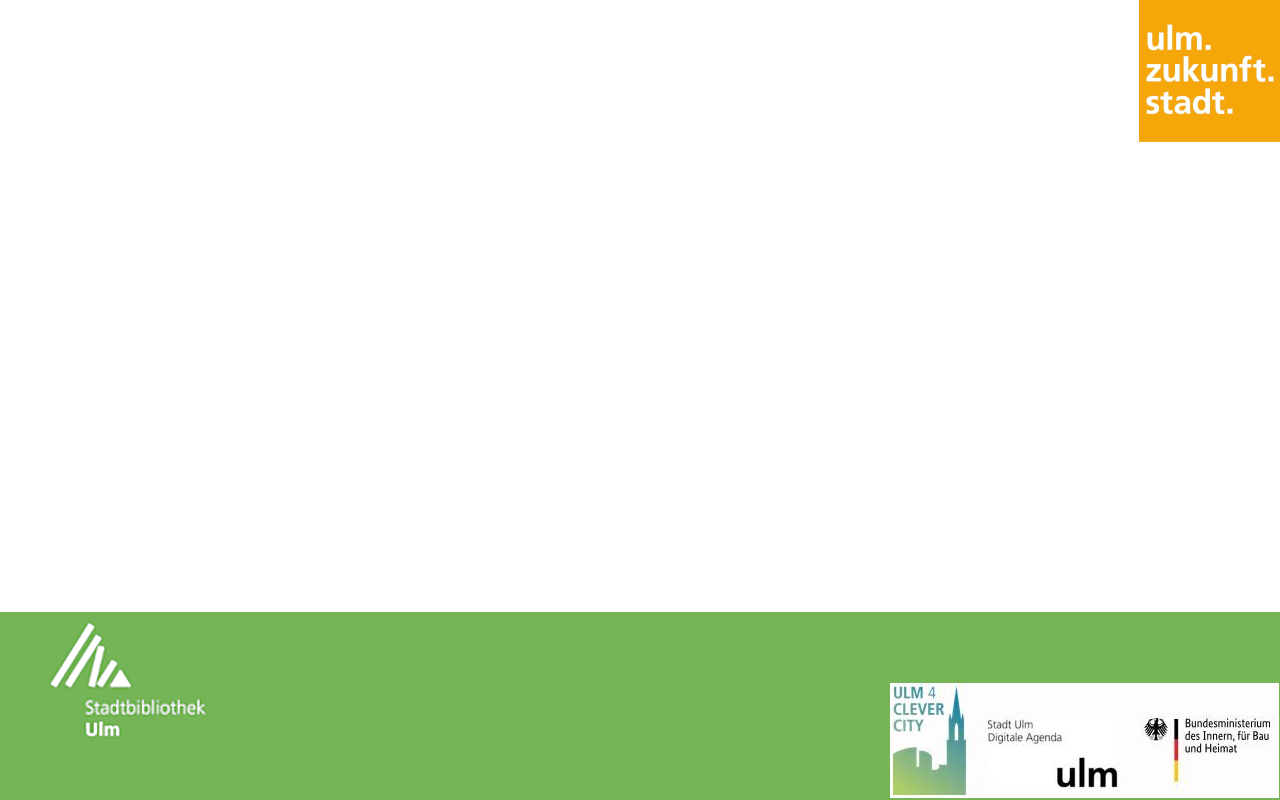 ulm.
zukunft.
stadt.
Stadtbibliothek
Ulm
ULM 4
CLEVER
CITY
Stadt Ulm
Digitale Agenda
ulm
Bundesministerium
des Innern, für Bau
und Heimat